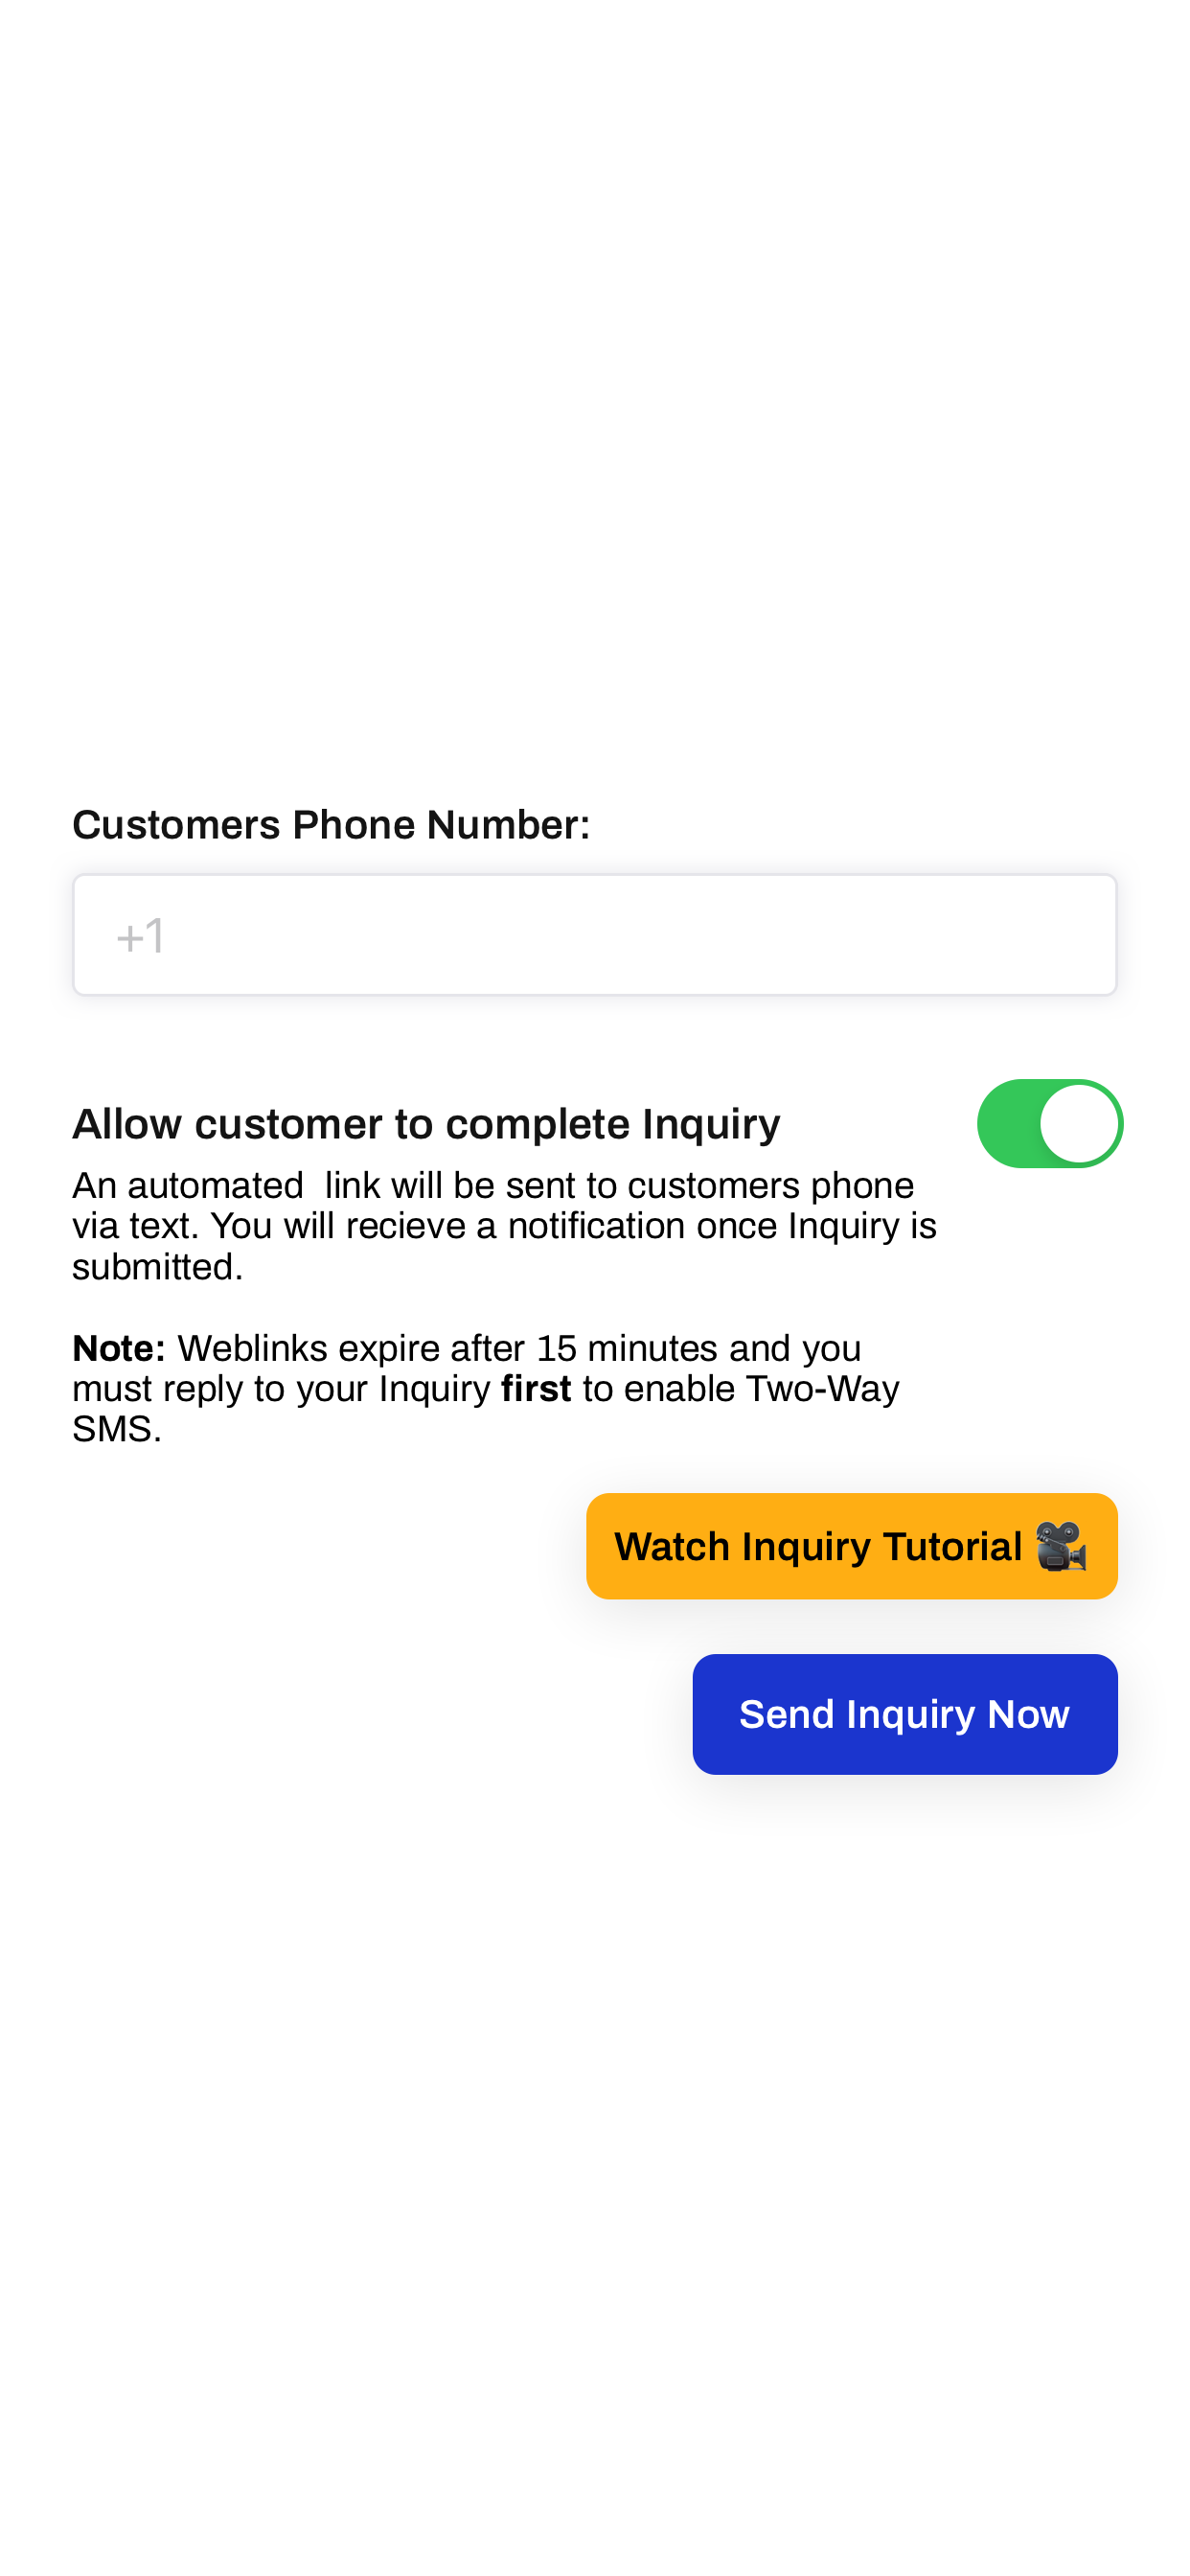 Customers Phone Number:
+1
Allow customer to complete Inquiry
An automated  link will be sent to customers phone
via text. You will recieve a notification once Inquiry is
submitted.
Note: Weblinks expire after 15 minutes and you
must reply to your Inquiry first to enable Two-Way
SMS.
Watch Inquiry Tutorial 🎥
Send Inquiry Now